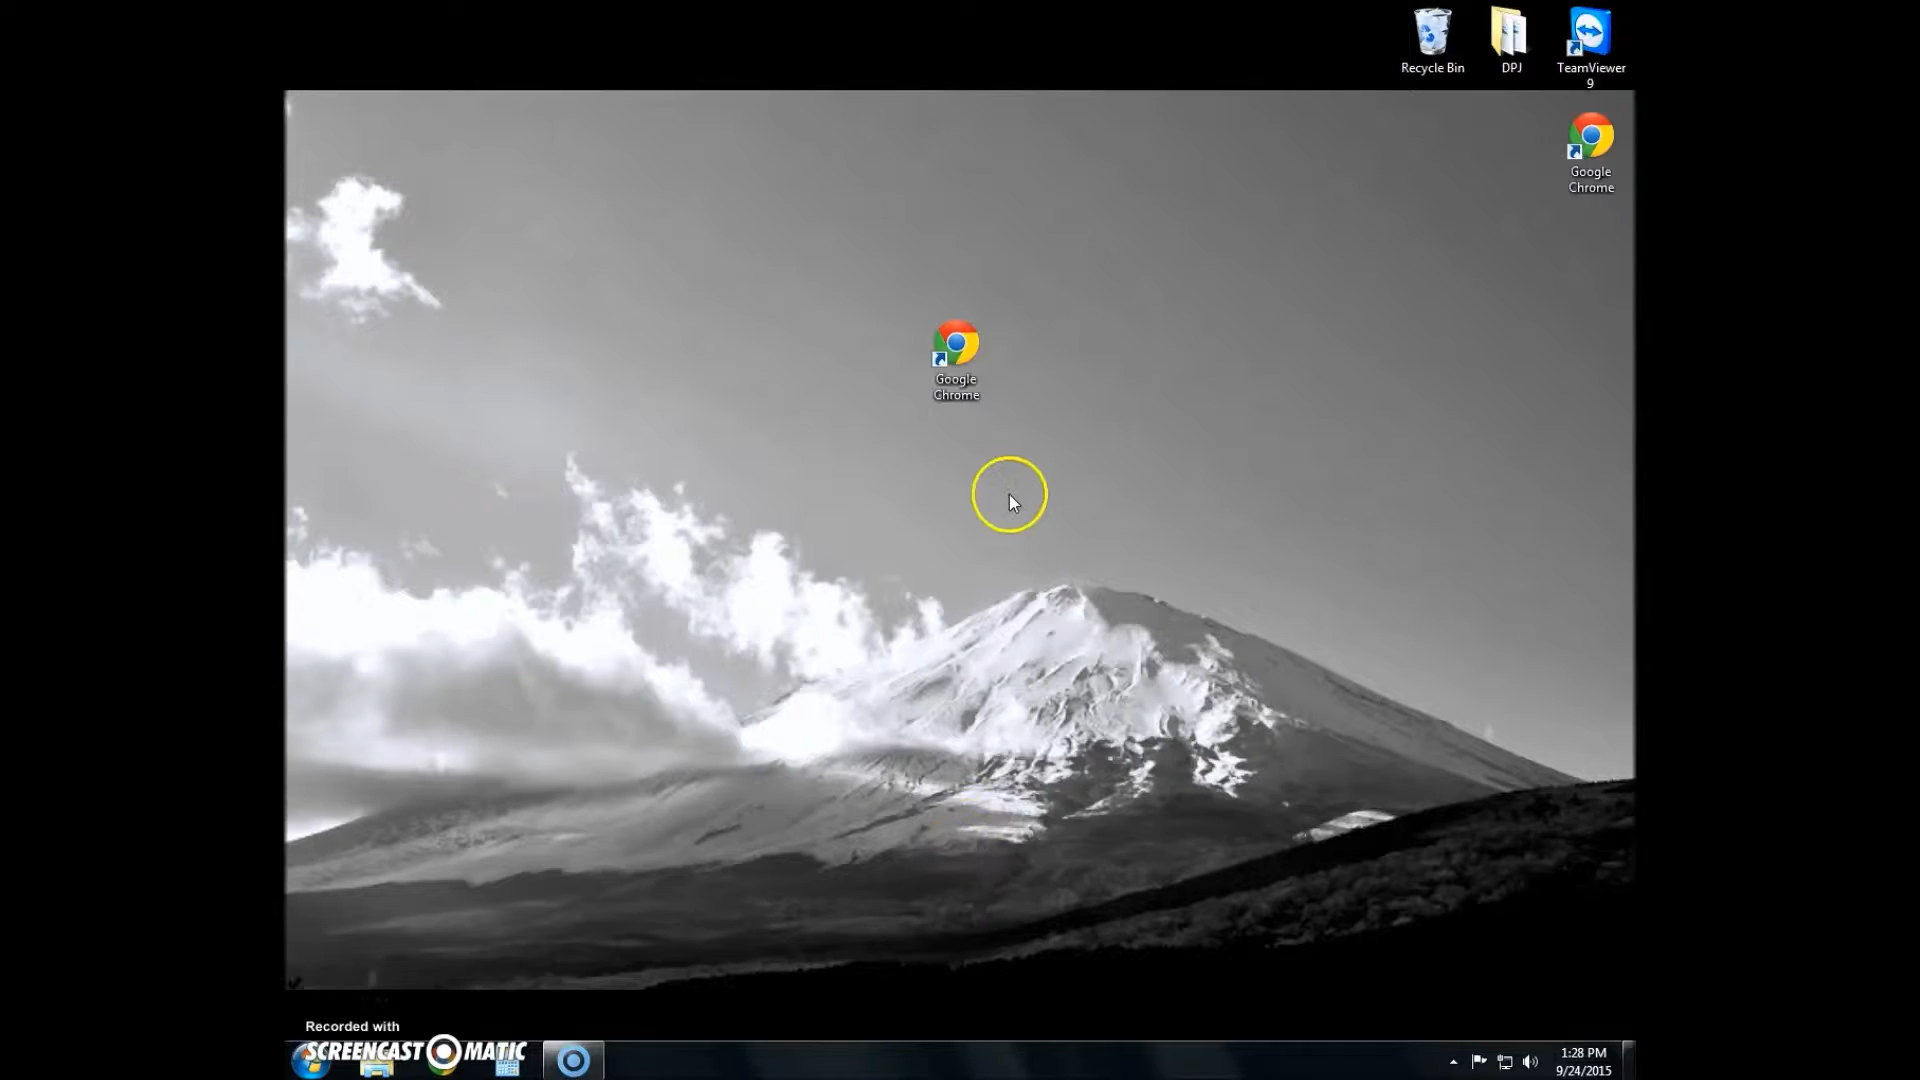 Recycle Bin
DPJ
TeamViewer
9
Google
Chrome
Google
Chrome
Recorded with
SCREENCAST MATIC
1:28 PM
9/24/2015